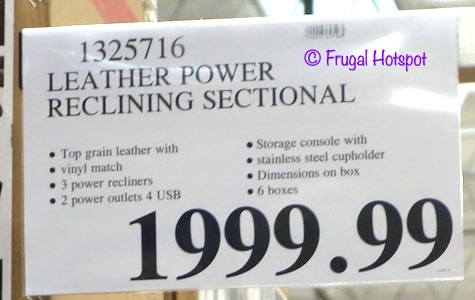 © Frugal Hotspot
1325716
LEATHER POWER
RECLINING SECTIONAL
• Top grain leather with
• vinyl match
• 3 power recliners
• 2 power outlets 4 USB
• Storage console with
• stainless steel cupholder
• Dimensions on box
• 6 boxes
1999.99